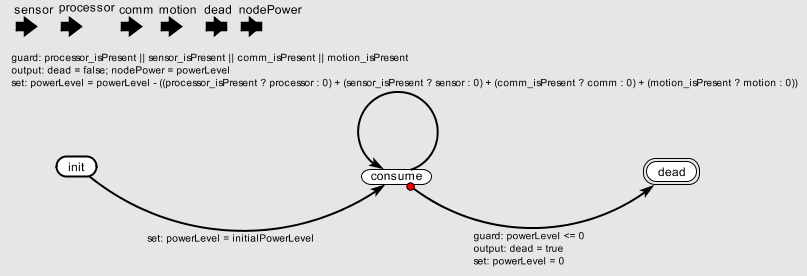 sensor processor comm motion dead nodePower
guard: processor_isPresent || sensor_isPresent || comm_isPresent || motion_isPresent
output: dead = false; nodePower = powerLevel
set: powerLevel = powerLevel - ((processor_isPresent ? processor : 0) + (sensor_isPresent ? sensor : 0) + (comm_isPresent ? comm : 0) + (motion_isPresent ? motion : 0))
init
consume
dead
set: powerLevel = initialPowerLevel
guard: powerLevel <= 0
output: dead = true
set: powerLevel = 0